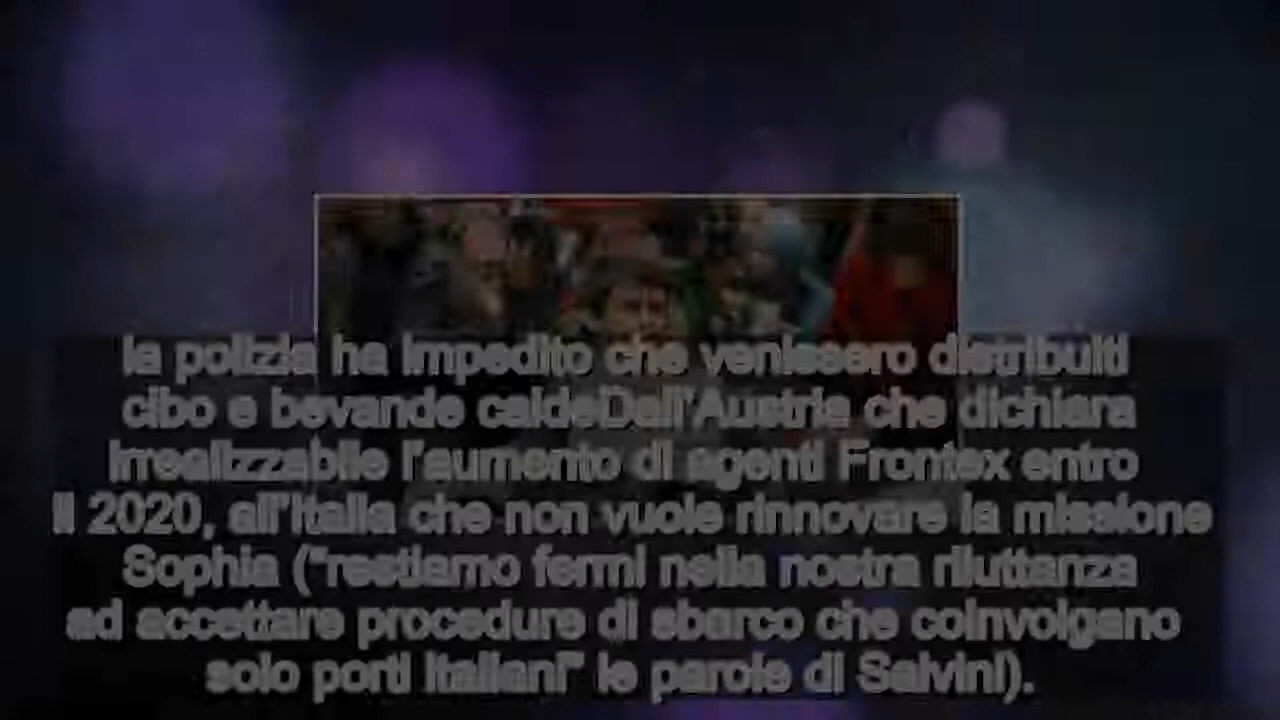 la polizia ha impedito che venissero distribuiti
cibo e bevande caldeDall'Austria che dichiara
irrealizzabile l'aumento di agenti Frontex entro
il 2020, all'Italia che non vuole rinnovare la missione
Sophia (“restiamo fermi nella nostra riluttanza
ad accettare procedure di sbarco che coinvolgano
solo porti italiani” le parole di Salvini).